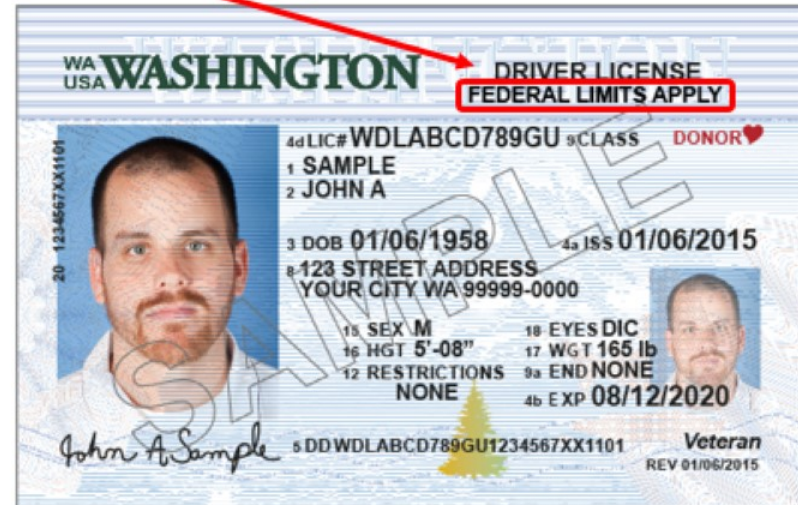 WA USA WASHINGTON
DRIVER LICENSE
FEDERAL LIMITS APPLY
20 1234567XX1101
4d LIC# WDLABCD789GU 9 CLASS DONOR
1 SAMPLE
2 JOHN A
3 DOB 01/06/1958 4a ISS 01/06/2015
8 123 STREET ADDRESS
YOUR CITY WA 99999-0000
15 SEX M 18 EYES DIC
16 HGT 5'-08" 17 WGT 165 lb
12 RESTRICTIONS 9a END NONE
NONE 4b EXP 08/12/2020
John A. Sample 5 DD WDLABCD789GU1234567XX1101 Veteran
REV 01/06/2015
SAMPLE